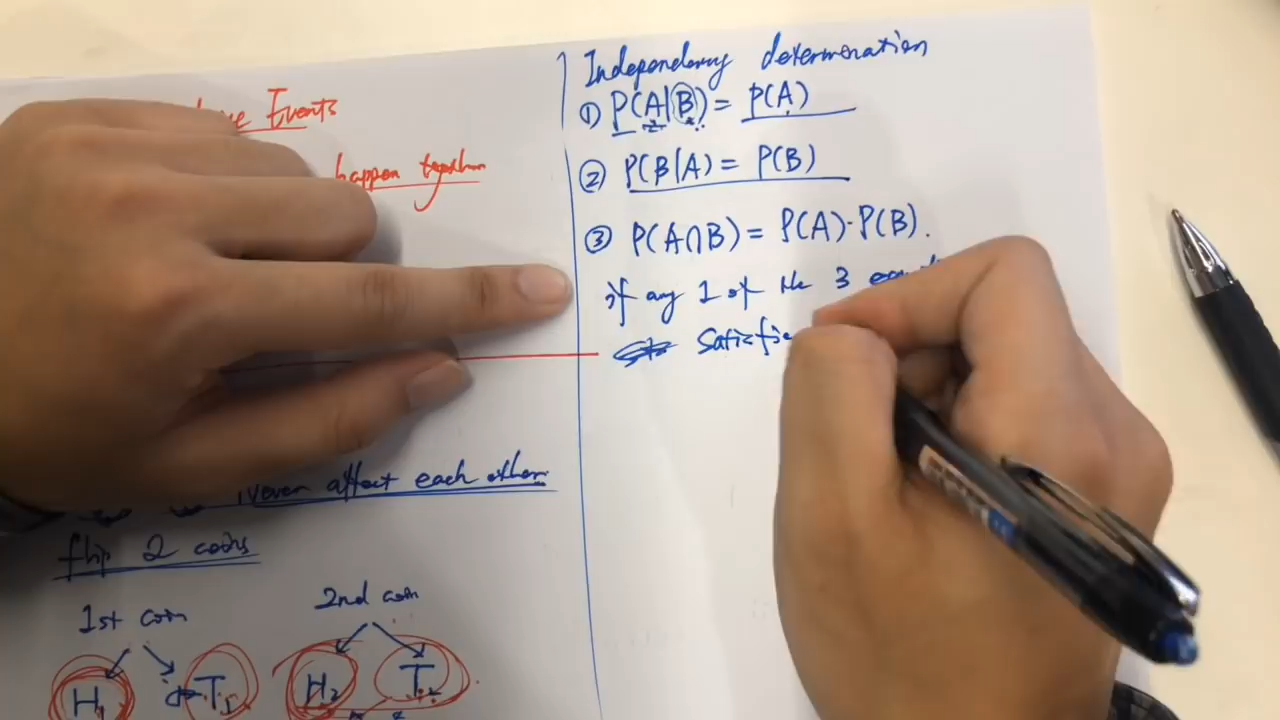 Events
happen together
Never affect each other
flip 2 coins
1st coin
2nd coin
H1 T1 H2 T2
Independency determination
① P(A|B) = P(A)
② P(B|A) = P(B)
③ P(A∩B) = P(A)·P(B).
if any 1 of the 3
Satisfie